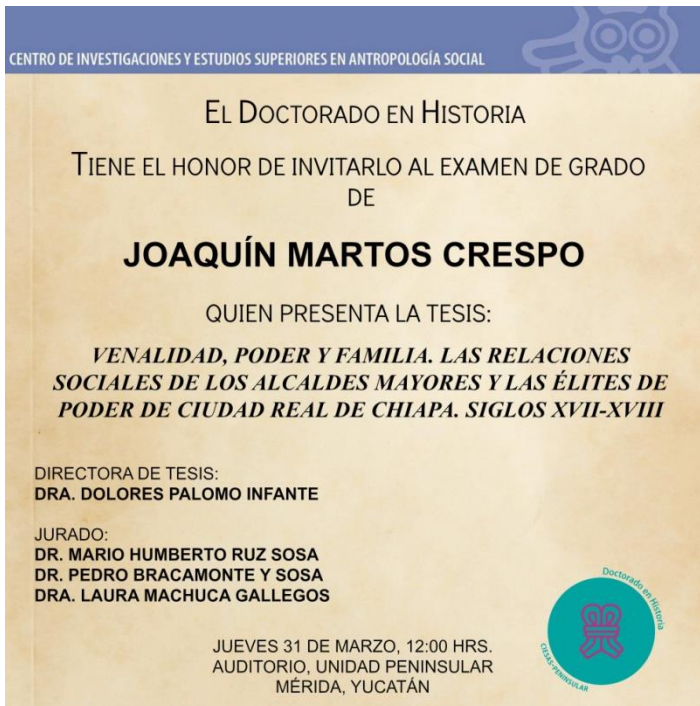 CENTRO DE INVESTIGACIONES Y ESTUDIOS SUPERIORES EN ANTROPOLOGÍA SOCIAL
EL DOCTORADO EN HISTORIA
TIENE EL HONOR DE INVITARLO AL EXAMEN DE GRADO
DE
JOAQUÍN MARTOS CRESPO
QUIEN PRESENTA LA TESIS:
VENALIDAD, PODER Y FAMILIA. LAS RELACIONES
SOCIALES DE LOS ALCALDES MAYORES Y LAS ÉLITES DE
PODER DE CIUDAD REAL DE CHIAPA. SIGLOS XVII-XVIII
DIRECTORA DE TESIS:
DRA. DOLORES PALOMO INFANTE
JURADO:
DR. MARIO HUMBERTO RUZ SOSA
DR. PEDRO BRACAMONTE Y SOSA
DRA. LAURA MACHUCA GALLEGOS
JUEVES 31 DE MARZO, 12:00 HRS.
AUDITORIO, UNIDAD PENINSULAR
MÉRIDA, YUCATÁN
Doctorado en Historia
CIESAS-PENINSULAR